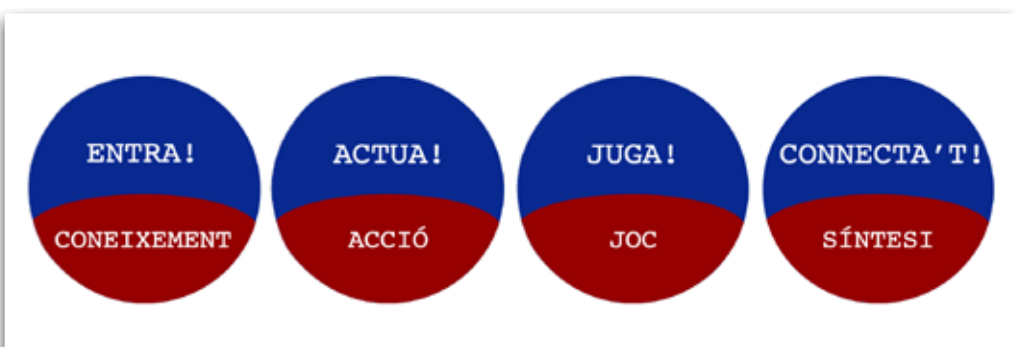 ENTRA! ACTUA! JUGA! CONNECTA'T!
CONEIXEMENT ACCIÓ JOC SÍNTESI